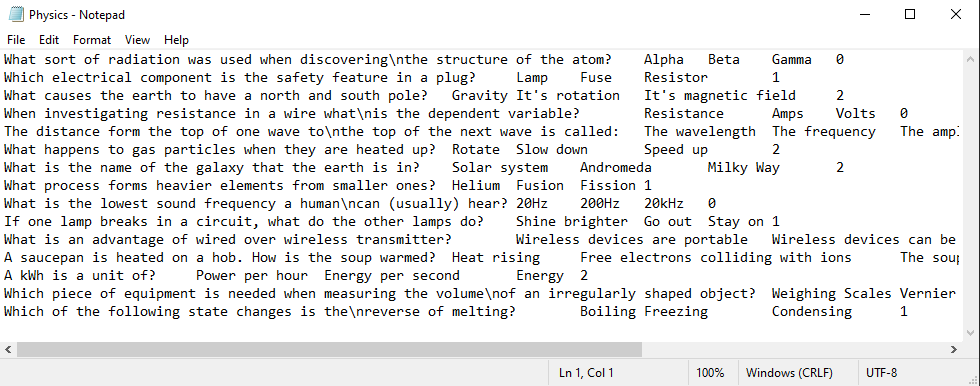 Physics - Notepad
File Edit Format View Help
What sort of radiation was used when discovering\nthe structure of the atom? Alpha Beta Gamma 0
Which electrical component is the safety feature in a plug? Lamp Fuse Resistor 1
What causes the earth to have a north and south pole? Gravity It's rotation It's magnetic field 2
When investigating resistance in a wire what\nis the dependent variable? Resistance Amps Volts 0
The distance form the top of one wave to\nthe top of the next wave is called: The wavelength The frequency The ampl
What happens to gas particles when they are heated up? Rotate Slow down Speed up 2
What is the name of the galaxy that the earth is in? Solar system Andromeda Milky Way 2
What process forms heavier elements from smaller ones? Helium Fusion Fission 1
What is the lowest sound frequency a human\ncan (usually) hear? 20Hz 200Hz 20kHz 0
If one lamp breaks in a circuit, what do the other lamps do? Shine brighter Go out Stay on 1
What is an advantage of wired over wireless transmitter? Wireless devices are portable Wireless devices can be
A saucepan is heated on a hob. How is the soup warmed? Heat rising Free electrons colliding with ions The soup
A kWh is a unit of? Power per hour Energy per second Energy 2
Which piece of equipment is needed when measuring the volume\nof an irregularly shaped object? Weighing Scales Vernier
Which of the following state changes is the\nreverse of melting? Boiling Freezing Condensing 1
Ln 1, Col 1 100% Windows (CRLF) UTF-8